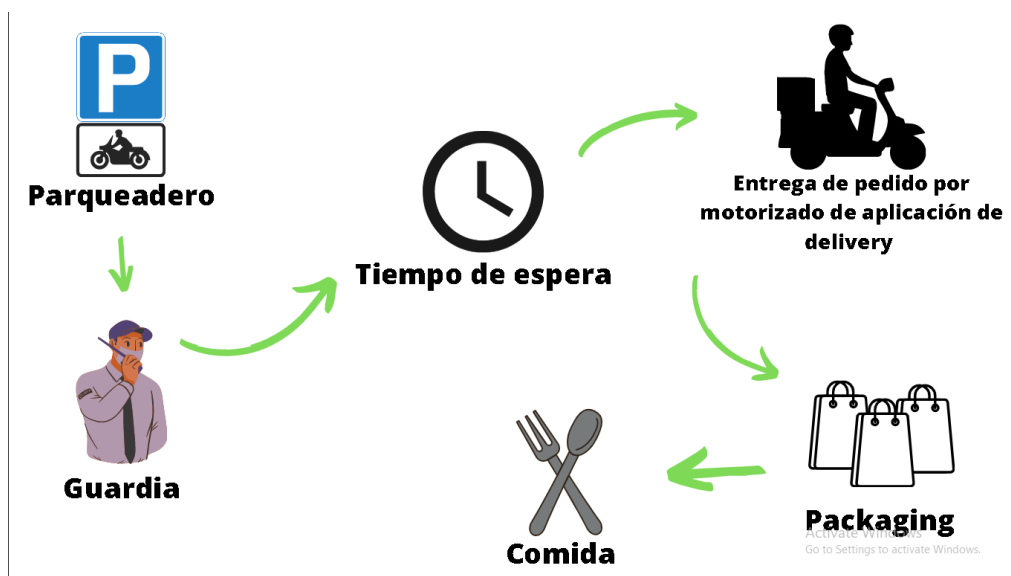 P
Parqueadero
Guardia
Tiempo de espera
Entrega de pedido por
motorizado de aplicación de
delivery
Packaging
Activate Windows
Go to Settings to activate Windows.
Comida